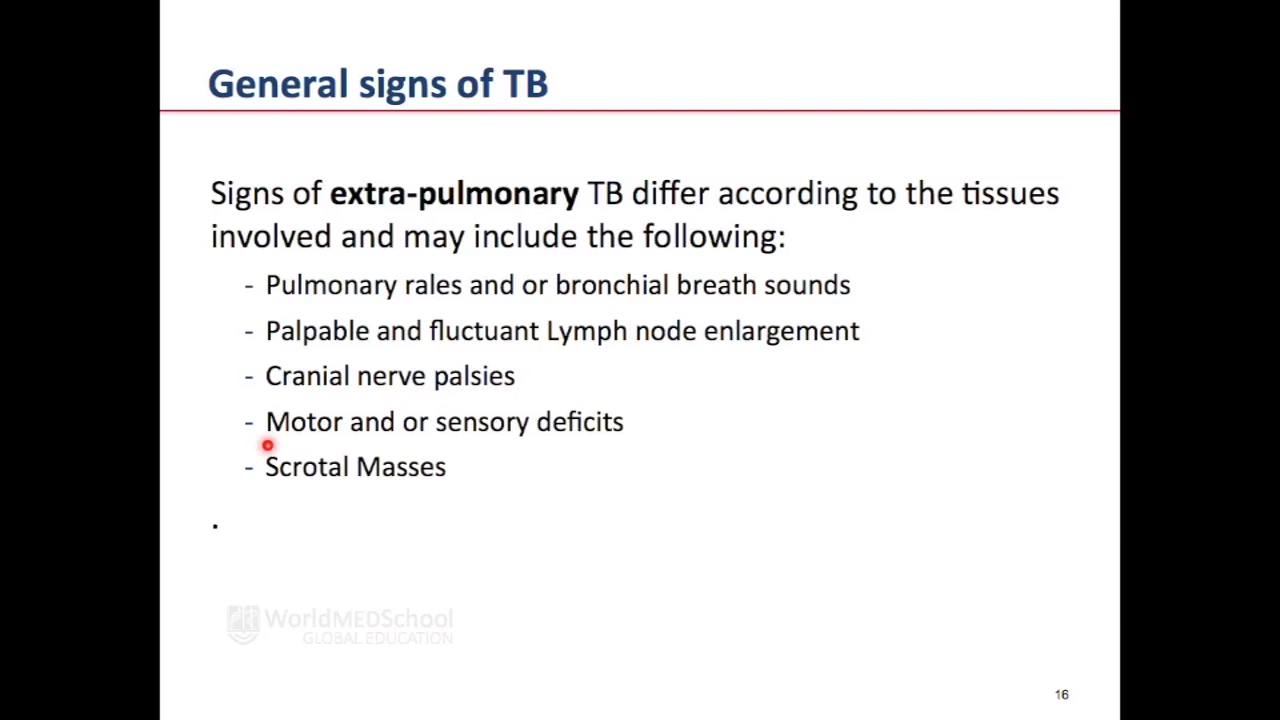 General signs of TB
Signs of extra-pulmonary TB differ according to the tissues
involved and may include the following:
- Pulmonary rales and or bronchial breath sounds
- Palpable and fluctuant Lymph node enlargement
- Cranial nerve palsies
- Motor and or sensory deficits
- Scrotal Masses
.
WorldMEDSchool
GLOBAL EDUCATION
16